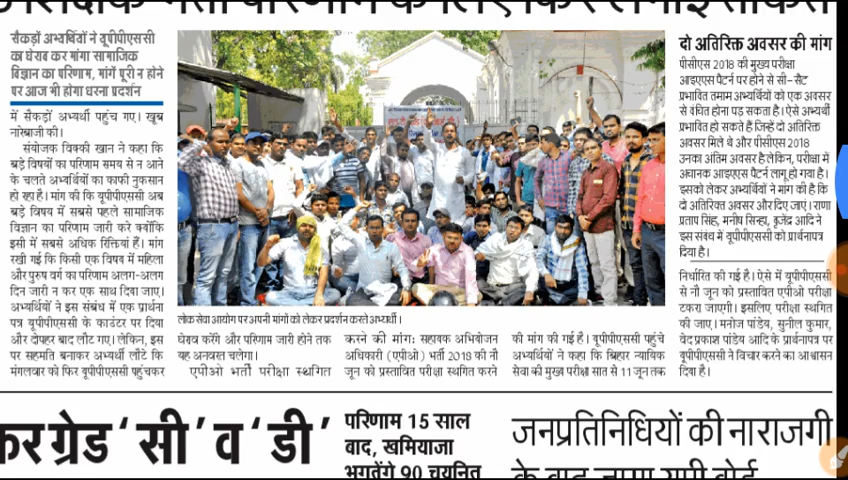 के लिए फिर लगाई ताकत
सैकड़ों अभ्यर्थियों ने यूपीपीएससी
का घेराव कर मांगा सामाजिक
विज्ञान का परिणाम, मांगें पूरी न होने
पर आज भी होगा धरना प्रदर्शन
में सैकड़ों अभ्यर्थी पहुंच गए। खूब
नारेबाजी की।
संयोजक विक्की खान ने कहा कि
बड़े विषयों का परिणाम समय से न आने
के चलते अभ्यर्थियों का काफी नुकसान
हो रहा है। मांग की कि यूपीपीएससी अब
बड़े विषय में सबसे पहले सामाजिक
विज्ञान का परिणाम जारी करे क्योंकि
इसी में सबसे अधिक रिक्तियां हैं। मांग
रखी गई कि किसी एक विषय में महिला
और पुरुष वर्ग का परिणाम अलग-अलग
दिन जारी न कर एक साथ दिया जाए।
अभ्यर्थियों ने इस संबंध में एक प्रार्थना
पत्र यूपीपीएससी के काउंटर पर दिया
और दोपहर बाद लौट गए। लेकिन, इस
पर सहमति बनाकर अभ्यर्थी लौटे कि
मंगलवार को फिर यूपीपीएससी पहुंचकर
लोक सेवा आयोग पर अपनी मांगों को लेकर प्रदर्शन करते अभ्यर्थी।
घेराव करेंगे और परिणाम जारी होने तक
यह अनवरत चलेगा।
एपीओ भर्ती परीक्षा स्थगित
करने की मांग: सहायक अभियोजन
अधिकारी (एपीओ) भर्ती 2018 की नौ
जून को प्रस्तावित परीक्षा स्थगित करने
की मांग की गई है। यूपीपीएससी पहुंचे
अभ्यर्थियों ने कहा कि बिहार न्यायिक
सेवा की मुख्य परीक्षा सात से 11 जून तक
दो अतिरिक्त अवसर की मांग
पीसीएस 2018 की मुख्य परीक्षा
आइएएस पैटर्न पर होने से सी-सैट
प्रभावित तमाम अभ्यर्थियों को एक अवसर
से वंचित होना पड़ सकता है। ऐसे अभ्यर्थी
प्रभावित हो सकते हैं जिन्हें दो अतिरिक्त
अवसर मिले थे और पीसीएस 2018
उनका अंतिम अवसर है लेकिन, परीक्षा में
अचानक आइएएस पैटर्न लागू हो गया है।
इसको लेकर अभ्यर्थियों ने मांग की है कि
दो अतिरिक्त अवसर और दिए जाएं। राणा
प्रताप सिंह, मनीष सिन्हा, बृजेंद्र आदि ने
इस संबंध में यूपीपीएससी को प्रार्थनापत्र
दिया है।
निर्धारित की गई है। ऐसे में यूपीपीएससी
से नौ जून को प्रस्तावित एपीओ परीक्षा
टकरा जाएगी। इसलिए परीक्षा स्थगित
की जाए। मनोज पांडेय, सुनील कुमार,
वेद प्रकाश पांडेय आदि के प्रार्थनापत्र पर
यूपीपीएससी ने विचार करने का आश्वासन
दिया है।
कर ग्रेड ‘सी’ व ‘डी’
परिणाम 15 साल
बाद, खमियाजा
भुगतेंगे 90 चयनित
जनप्रतिनिधियों की नाराजगी
के बाद जागा यूपी बोर्ड